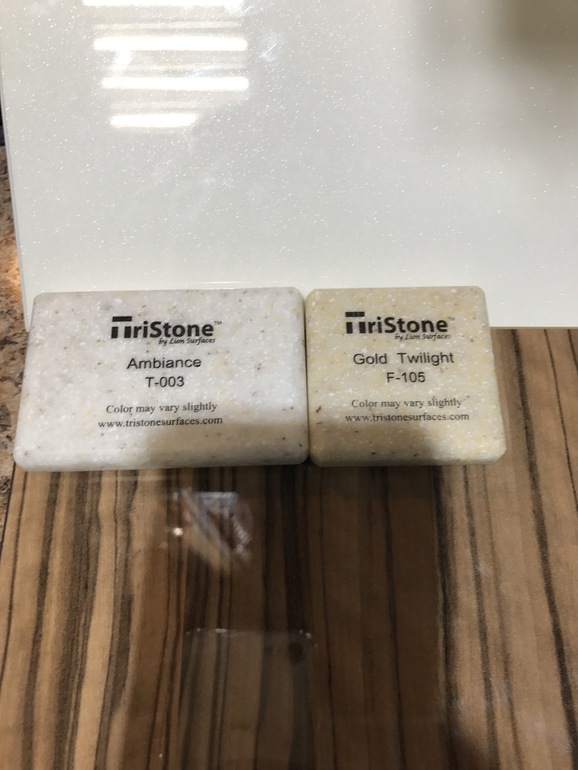 TriStone™
by Lion Surfaces
Ambiance
T-003
Color may vary slightly
www.tristonesurfaces.com
TriStone™
by Lion Surfaces
Gold Twilight
F-105
Color may vary slightly
www.tristonesurfaces.com